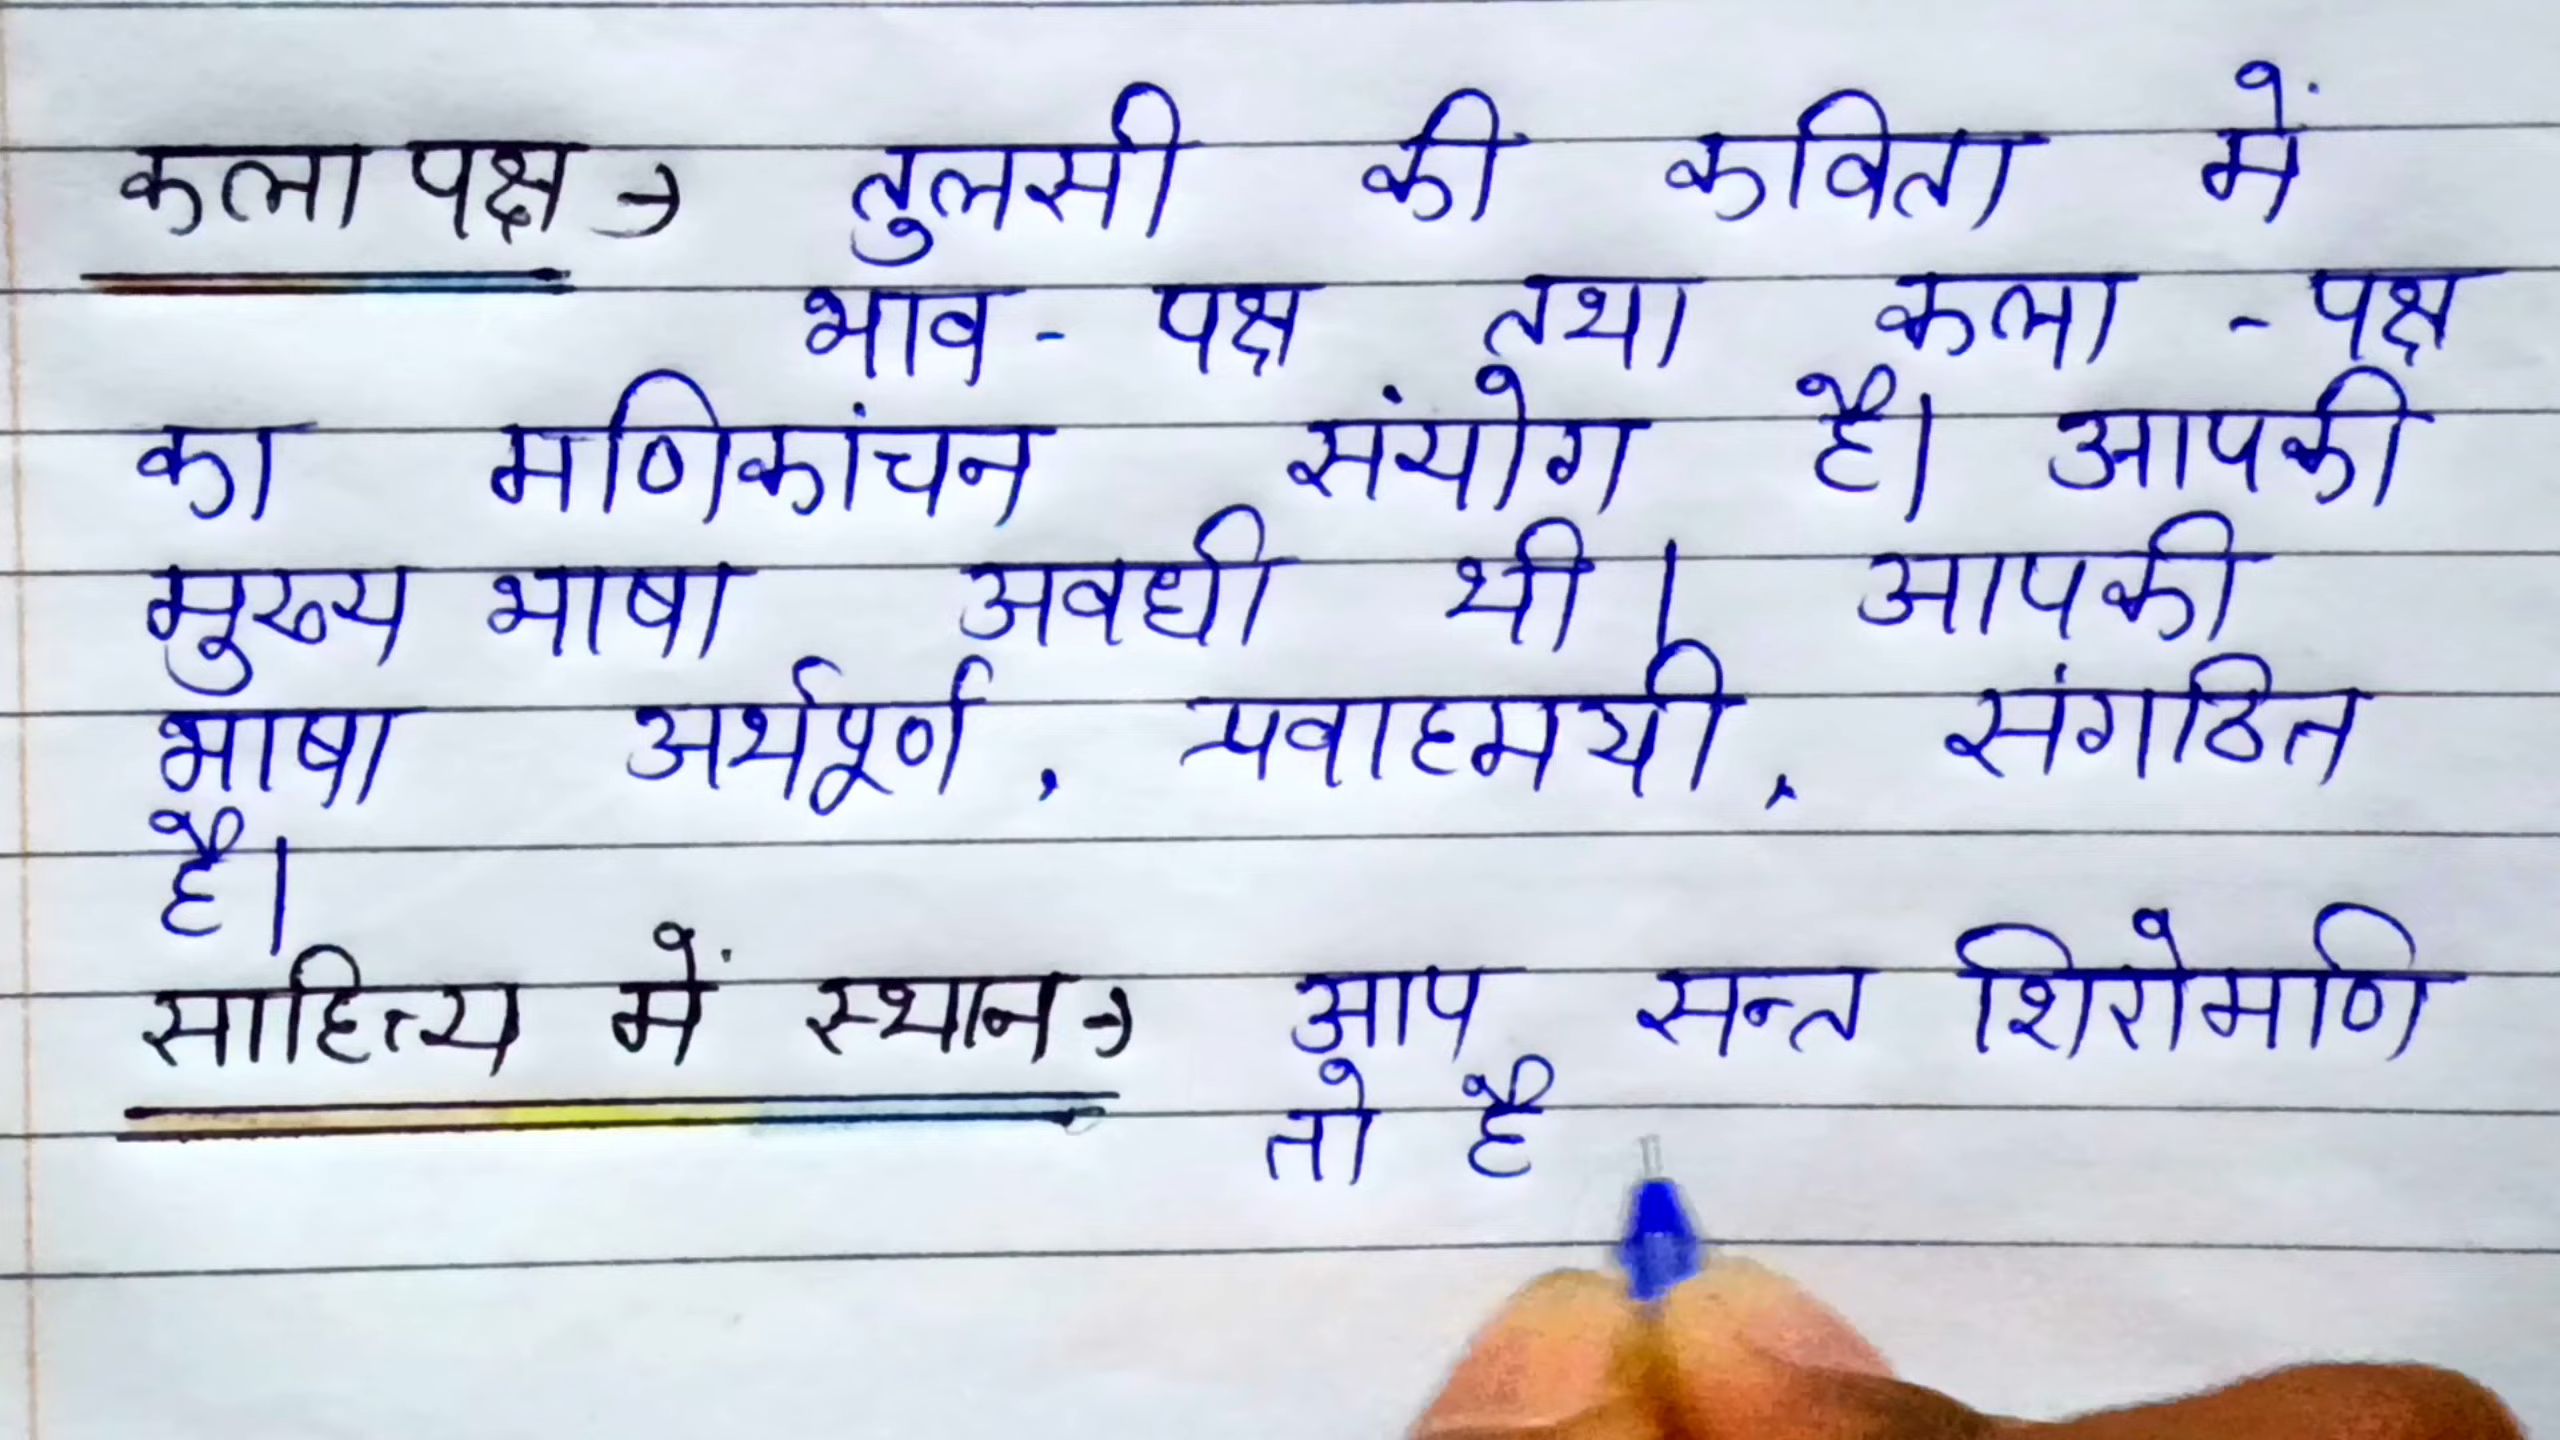 कला पक्ष → तुलसी की कविता में
भाव - पक्ष तथा कला - पक्ष
का मणिकांचन संयोग है। आपकी
मुख्य भाषा अवधी थी। आपकी
भाषा अर्थपूर्ण, प्रवाहमयी, संगठित
है।
साहित्य में स्थान → आप सन्त शिरोमणि
तो है